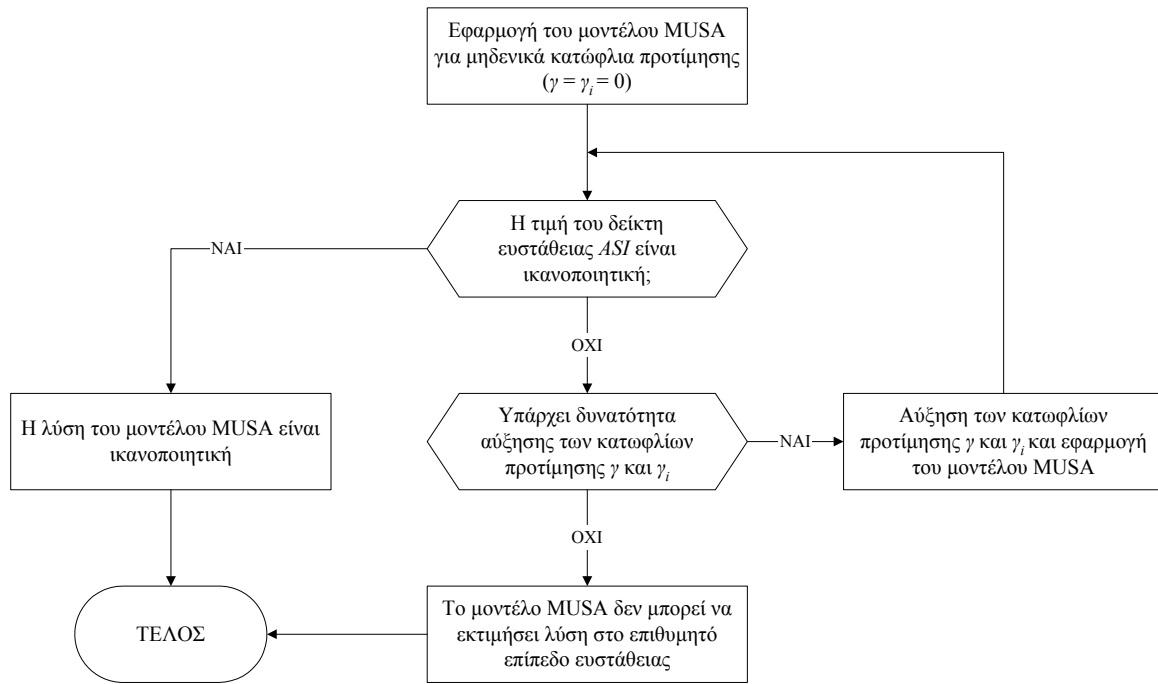 Εφαρμογή του μοντέλου MUSA
για μηδενικά κατώφλια προτίμησης
(γ = γi = 0)
Η τιμή του δείκτη
ευστάθειας ASI είναι
ικανοποιητική;
ΝΑΙ
ΟΧΙ
Η λύση του μοντέλου MUSA είναι
ικανοποιητική
Υπάρχει δυνατότητα
αύξησης των κατωφλίων
προτίμησης γ και γi
ΝΑΙ
Αύξηση των κατωφλίων
προτίμησης γ και γi και εφαρμογή
του μοντέλου MUSA
ΟΧΙ
ΤΕΛΟΣ
Το μοντέλο MUSA δεν μπορεί να
εκτιμήσει λύση στο επιθυμητό
επίπεδο ευστάθειας